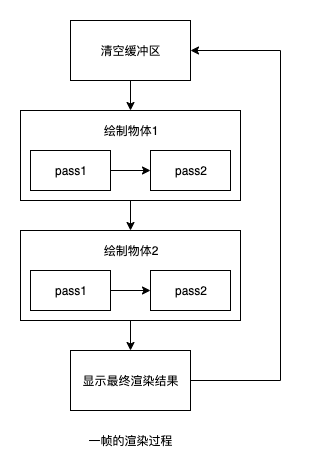 清空缓冲区
绘制物体1
pass1
pass2
绘制物体2
pass1
pass2
显示最终渲染结果
一帧的渲染过程